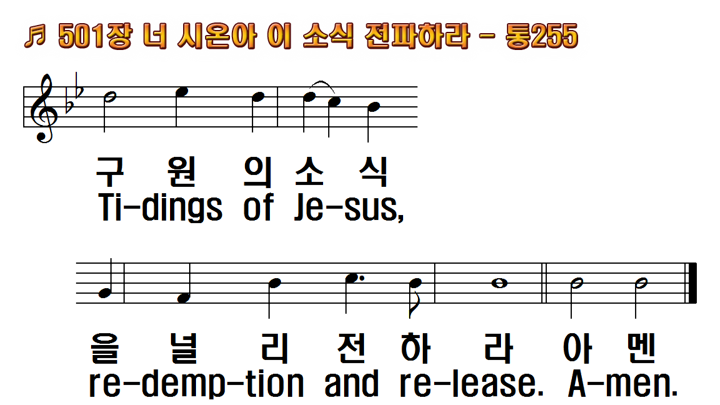 501장 너 시온아 이 소식 전파하라 - 통255
구 원 의 소 식
Ti-dings of Je-sus,
을 널 리 전 하 라 아 멘
re-demp-tion and re-lease. A-men.